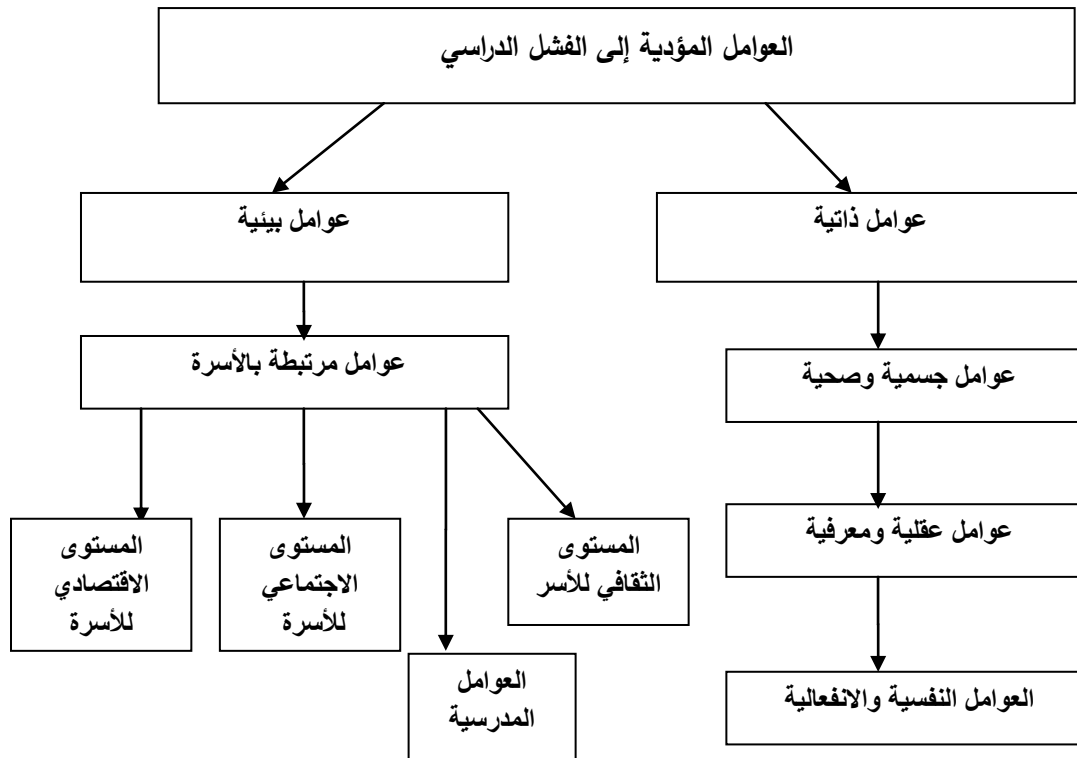 العوامل المؤدية إلى الفشل الدراسي
عوامل ذاتية
عوامل بيئية
عوامل مرتبطة بالأسرة
عوامل جسمية وصحية
عوامل عقلية ومعرفية
المستوى
الثقافي للأسر
المستوى
الاجتماعي
للأسرة
المستوى
الاقتصادي
للأسرة
العوامل
المدرسية
العوامل النفسية والانفعالية